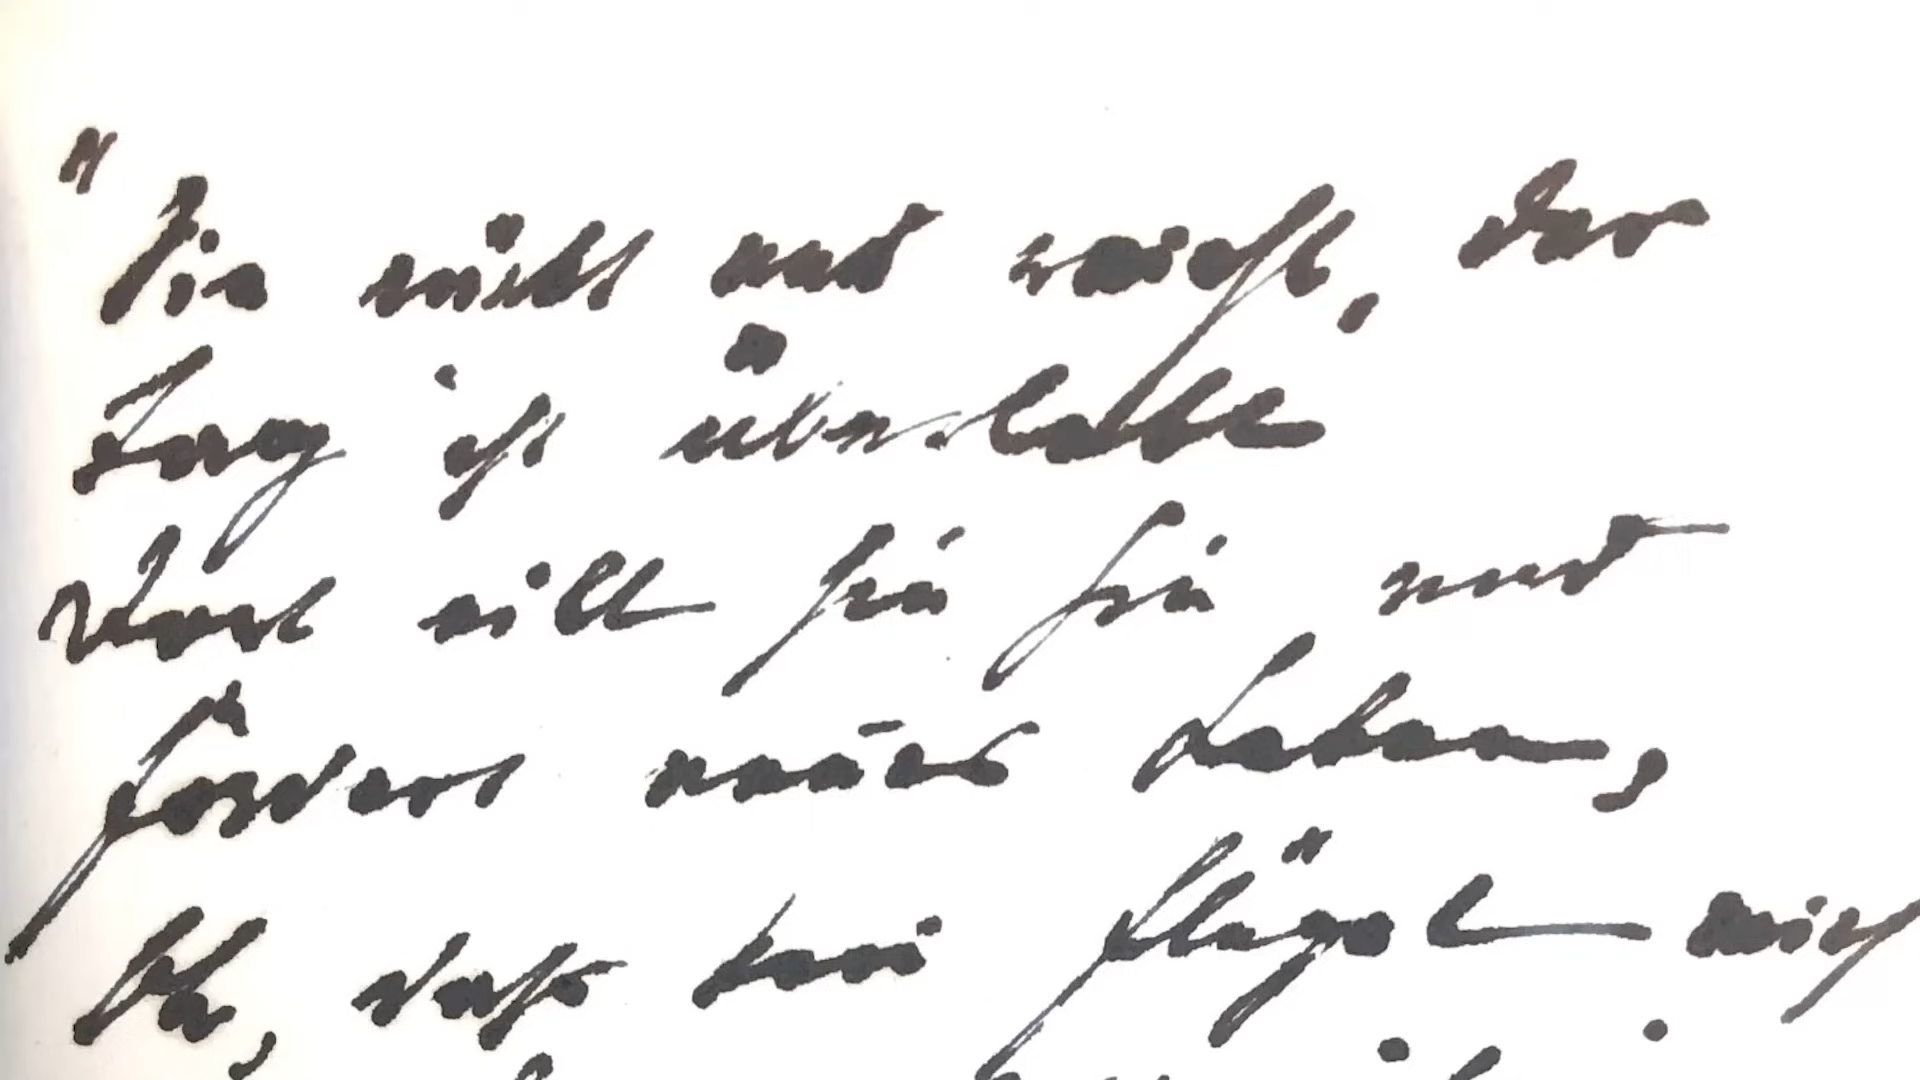 "Sie rückt und weicht, der
Tag ist überlebt
Dort eilt sie hin und
fördert neues Leben,
Oh, daß kein Flügel mich